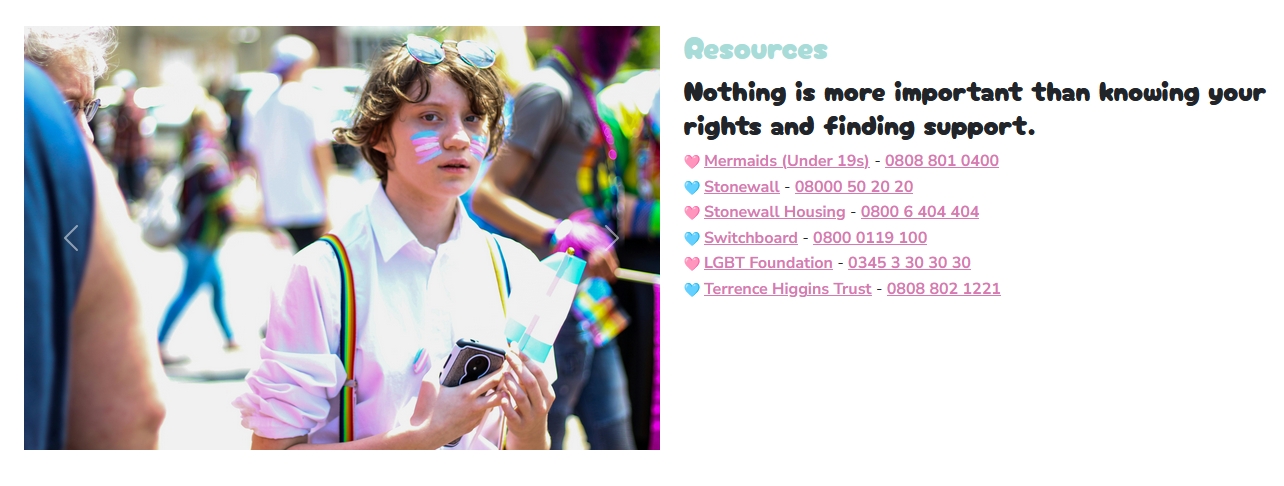 Resources
Nothing is more important than knowing your
rights and finding support.
🩷 Mermaids (Under 19s) - 0808 801 0400
🩵 Stonewall - 08000 50 20 20
🩷 Stonewall Housing - 0800 6 404 404
🩵 Switchboard - 0800 0119 100
🩷 LGBT Foundation - 0345 3 30 30 30
🩵 Terrence Higgins Trust - 0808 802 1221